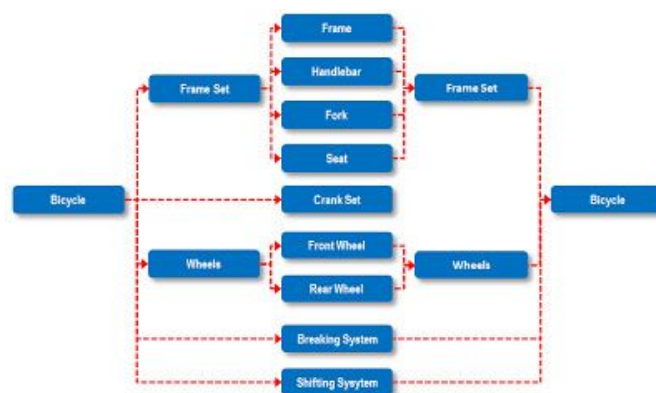 Frame
Handlebar
Frame Set
Frame Set
Fork
Seat
Bicycle
Crank Set
Bicycle
Front Wheel
Wheels
Wheels
Rear Wheel
Breaking System
Shifting Sysytem